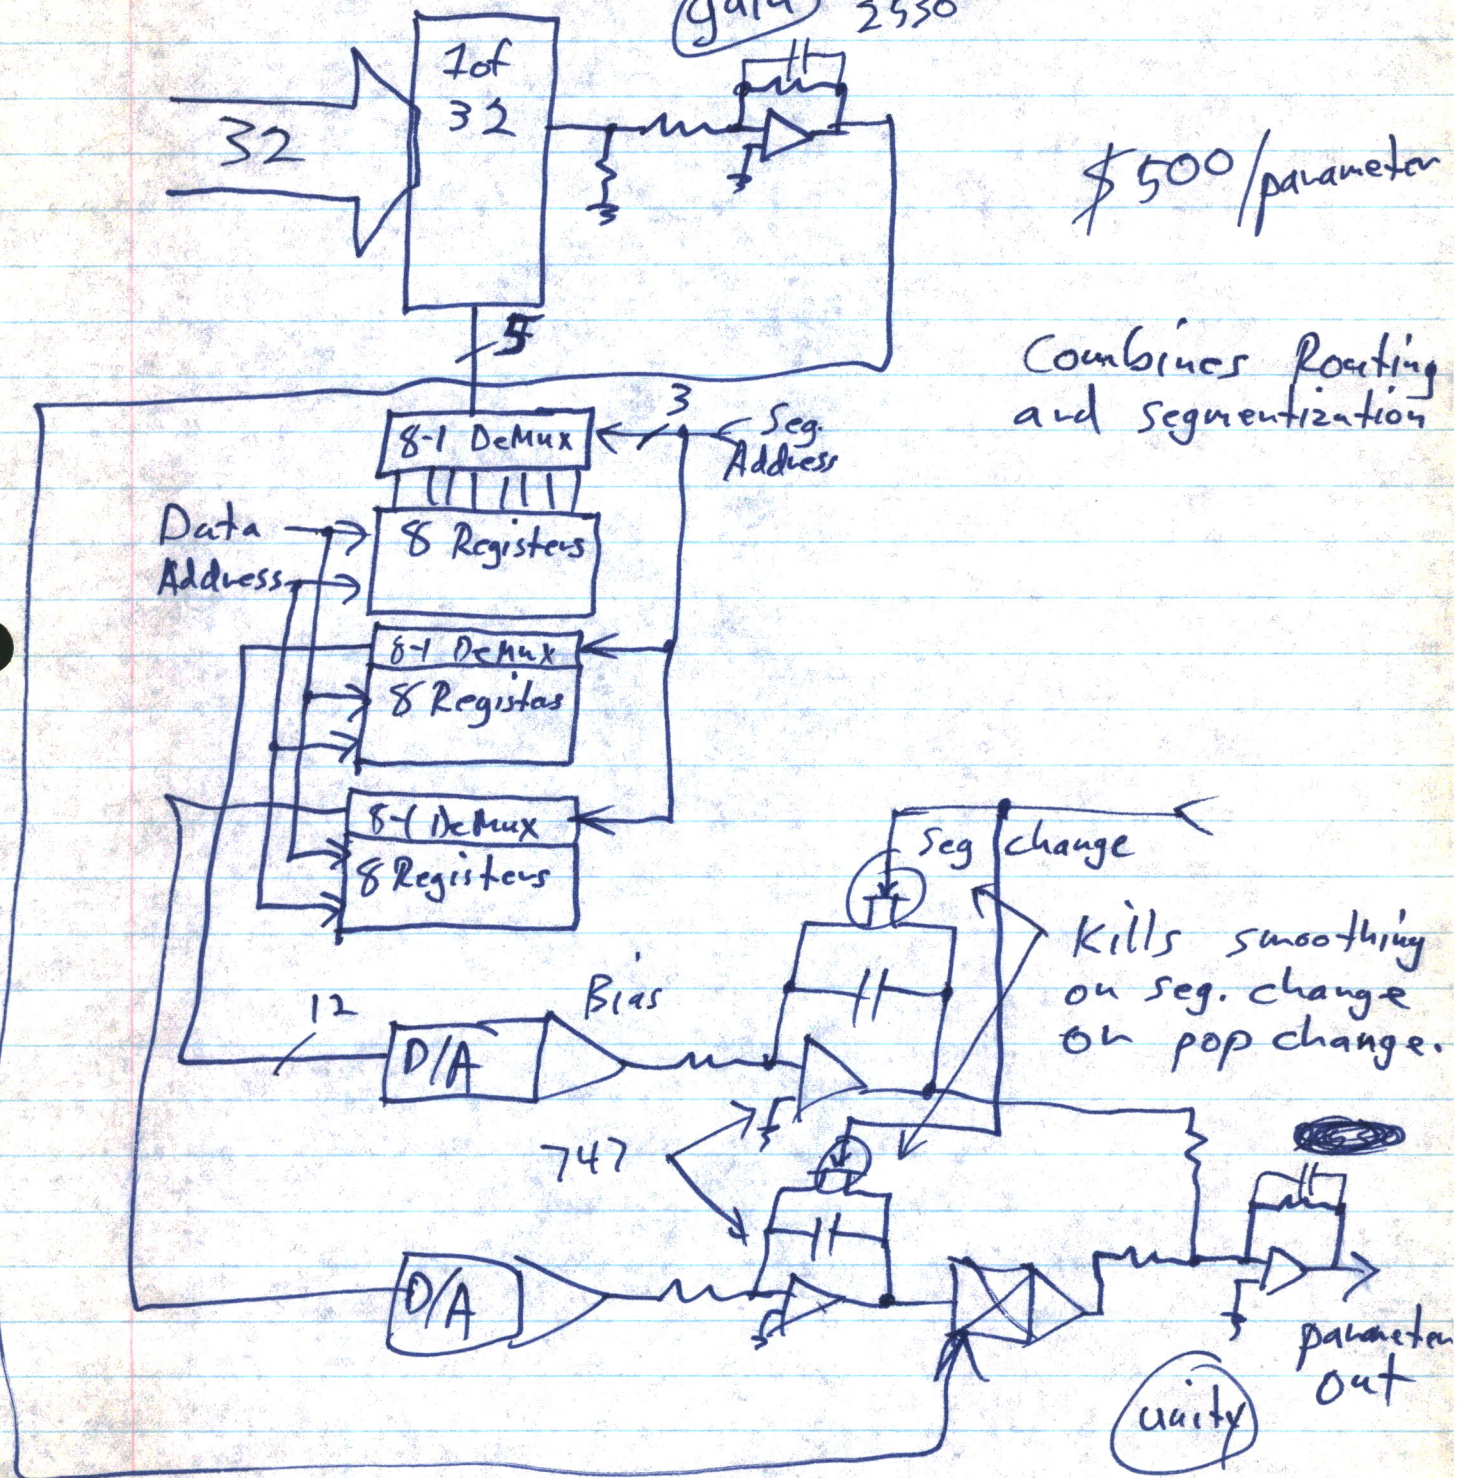 gain 2530
1 of
32
32
$500/parameter
5
Combines Routing
and segmentization
3
8-1 DeMux
Seg.
Address
Data
Address
8 Registers
8-1 DeMux
8 Registers
8-1 DeMux
8 Registers
seg change
Kills smoothing
on seg. change
on pop change.
Bias
12
D/A
747
D/A
parameter
out
unity